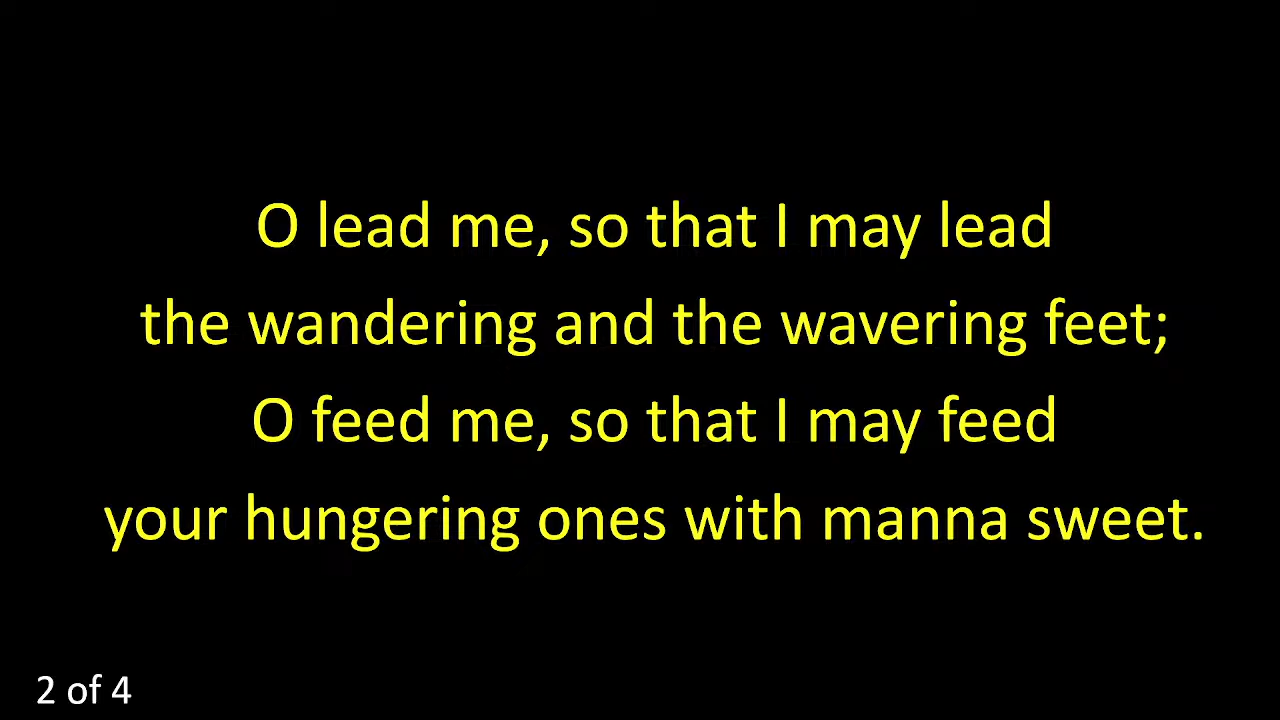 O lead me, so that I may lead
the wandering and the wavering feet;
O feed me, so that I may feed
your hungering ones with manna sweet.
2 of 4